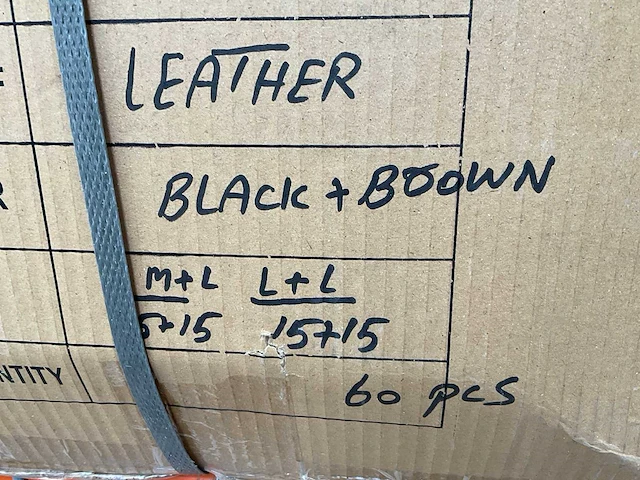 LEATHER
BLACK + BOOWN
M+L L+L
5+15 15+15
NTITY 60 pcs